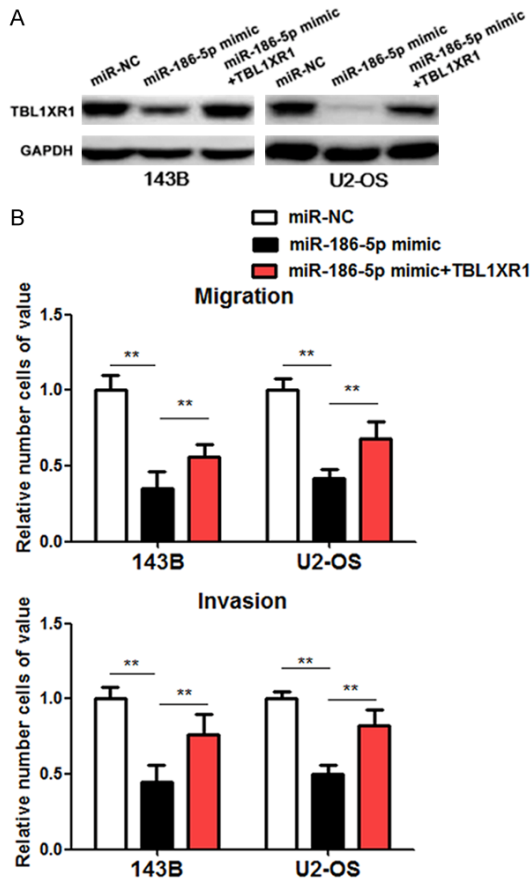 A
miR-NC miR-186-5p mimic miR-186-5p mimic miR-NC miR-186-5p mimic miR-186-5p mimic
+TBL1XR1 +TBL1XR1
TBL1XR1
GAPDH
143B U2-OS
B
miR-NC
miR-186-5p mimic
miR-186-5p mimic+TBL1XR1
Migration
Relative number cells of value
1.5
1.0
0.5
0.0
** ** ** **
143B U2-OS
Invasion
Relative number cells of value
1.5
1.0
0.5
0.0
** ** ** **
143B U2-OS